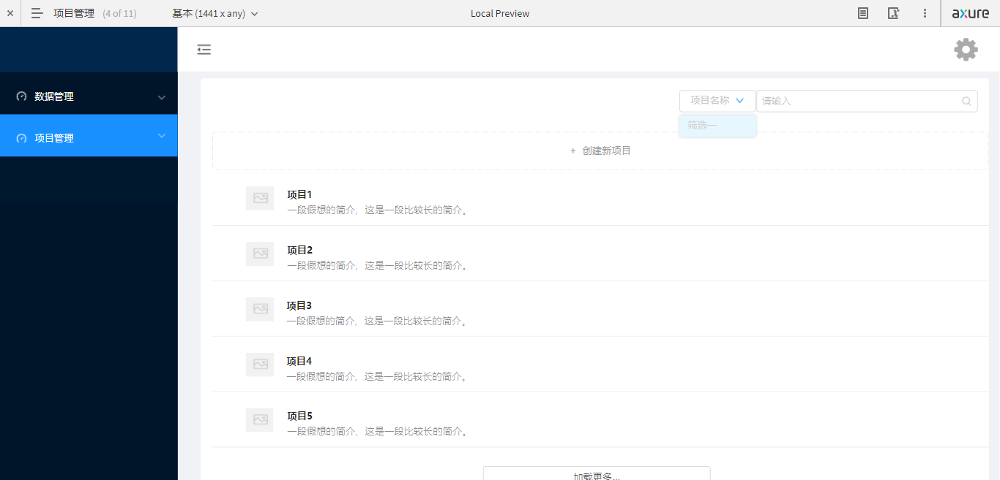 项目管理 (4 of 11) 基本 (1441 x any) Local Preview axure
数据管理
项目管理
项目名称 请输入
筛选一
+ 创建新项目
项目1
一段假想的简介，这是一段比较长的简介。
项目2
一段假想的简介，这是一段比较长的简介。
项目3
一段假想的简介，这是一段比较长的简介。
项目4
一段假想的简介，这是一段比较长的简介。
项目5
一段假想的简介，这是一段比较长的简介。
加载更多...